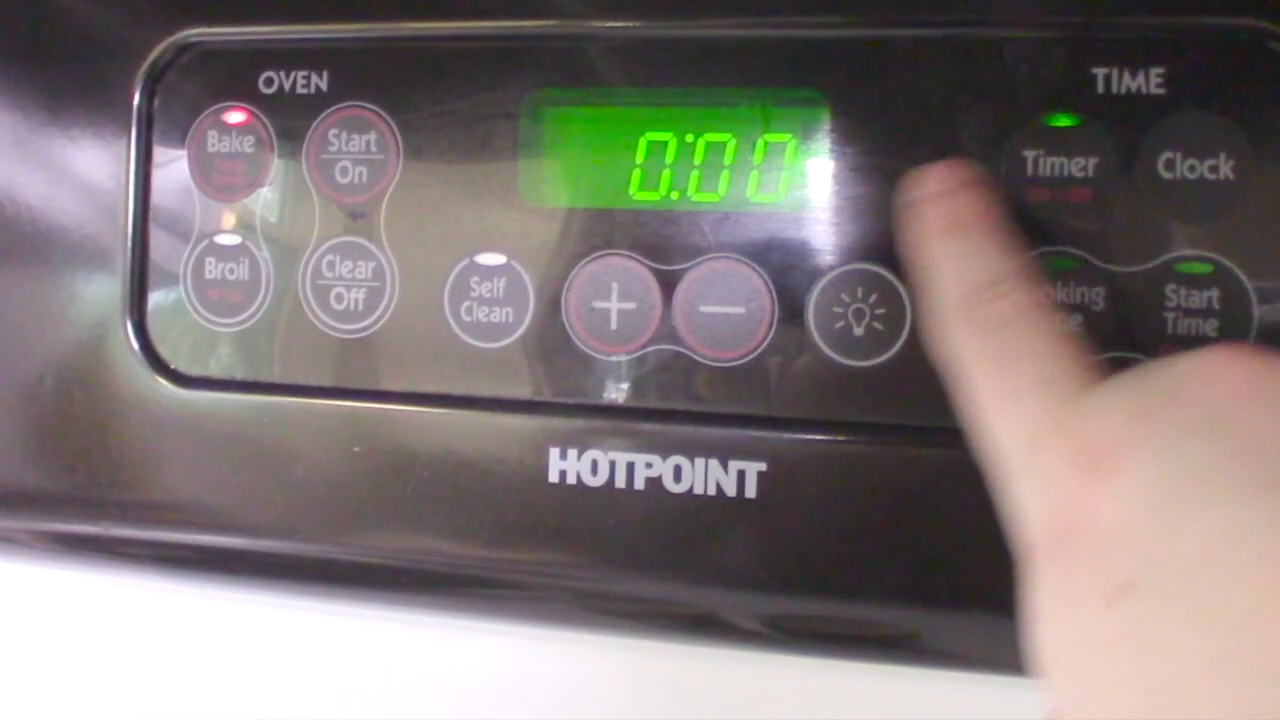 OVEN
TIME
Bake
Start
On
0:00
Timer
Clock
Broil
Clear
Off
Self
Clean
+
−
Start
Time
HOTPOINT